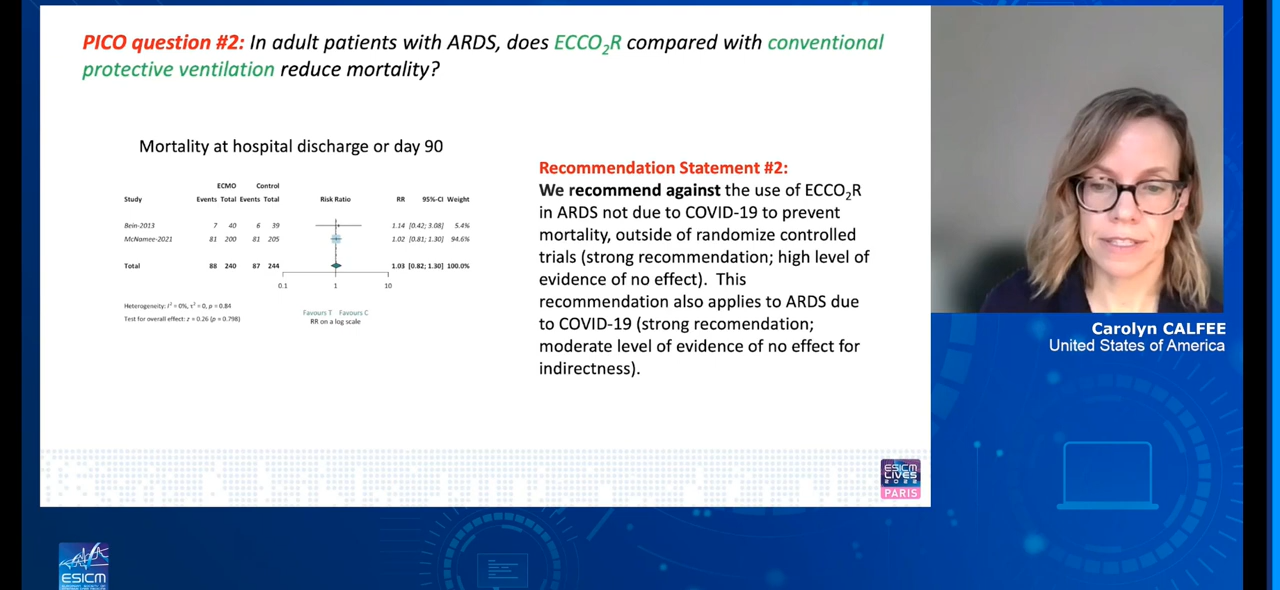 PICO question #2: In adult patients with ARDS, does ECCO₂R compared with conventional
protective ventilation reduce mortality?
Mortality at hospital discharge or day 90
ECMO Control
Study Events Total Events Total Risk Ratio RR 95%-CI Weight
Bein-2013 7 40 6 39 1.14 [0.42; 3.08] 5.4%
McNamee-2021 81 200 81 205 1.02 [0.81; 1.30] 94.6%
Total 88 240 87 244 1.03 [0.82; 1.30] 100.0%
0.1 1 10
Heterogeneity: I² = 0%, τ² = 0, p = 0.84
Test for overall effect: z = 0.26 (p = 0.798)
Favours T Favours C
RR on a log scale
Recommendation Statement #2:
We recommend against the use of ECCO₂R
in ARDS not due to COVID-19 to prevent
mortality, outside of randomize controlled
trials (strong recommendation; high level of
evidence of no effect). This
recommendation also applies to ARDS due
to COVID-19 (strong recomendation;
moderate level of evidence of no effect for
indirectness).
Carolyn CALFEE
United States of America
ESICM
LIVES
2022
PARIS
ESICM